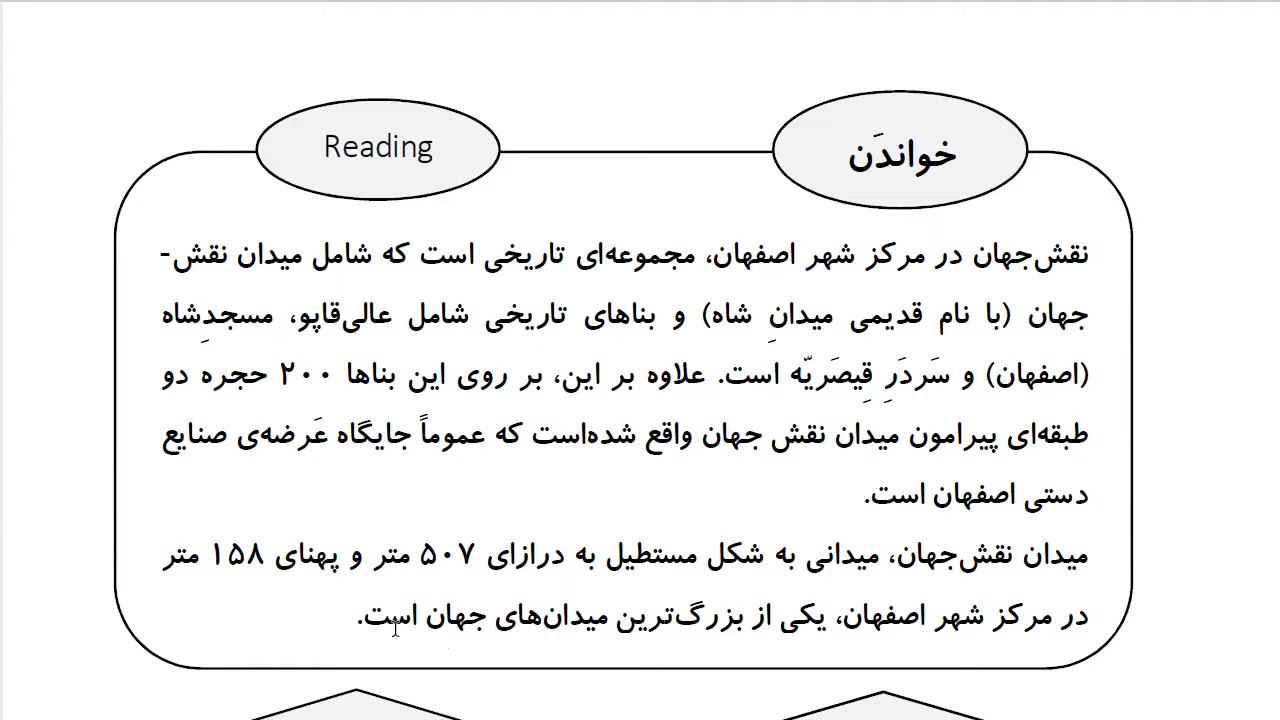 Reading
خواندَن
نقش‌جهان در مرکز شهر اصفهان، مجموعه‌ای تاریخی است که شامل میدان نقش-
جهان (با نام قدیمی میدانِ شاه) و بناهای تاریخی شامل عالی‌قاپو، مسجدِشاه
(اصفهان) و سَردَرِ قِیصَریّه است. علاوه بر این، بر روی این بناها ۲۰۰ حجره دو
طبقه‌ای پیرامون میدان نقش جهان واقع شده‌است که عموماً جایگاه عَرضه‌ی صنایع
دستی اصفهان است.
میدان نقش‌جهان، میدانی به شکل مستطیل به درازای ۵۰۷ متر و پهنای ۱۵۸ متر
در مرکز شهر اصفهان، یکی از بزرگ‌ترین میدان‌های جهان است.